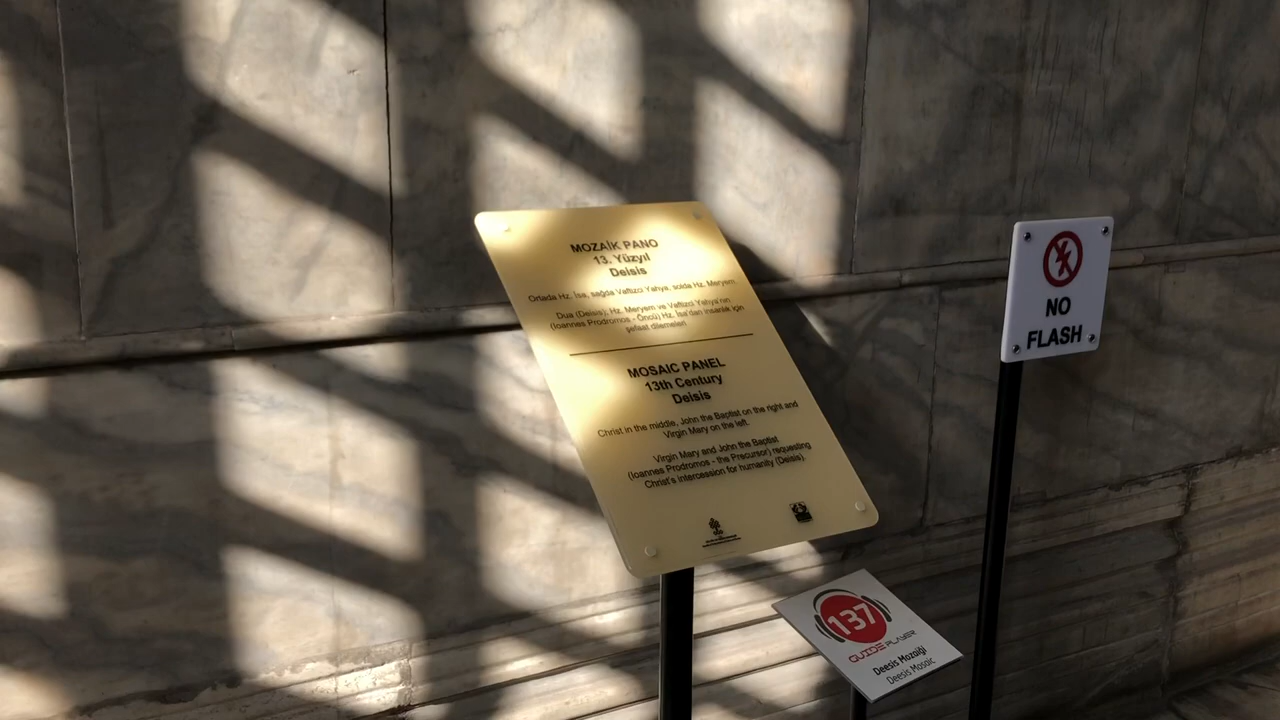 MOZAİK PANO
13. Yüzyıl
Deisis
Ortada Hz. İsa, sağda Vaftizci Yahya, solda Hz. Meryem
Dua (Deisis); Hz. Meryem ve Vaftizci Yahya'nın
(Ioannes Prodromos - Öncü) Hz. İsa'dan insanlık için
şefaat dilemeleri
MOSAIC PANEL
13th Century
Deisis
Christ in the middle, John the Baptist on the right and
Virgin Mary on the left.
Virgin Mary and John the Baptist
(Ioannes Prodromos - the Precursor) requesting
Christ's intercession for humanity (Deisis)
NO
FLASH
137
GUIDE PLAYER
Deesis Mozaiği
Deesis Mosaic